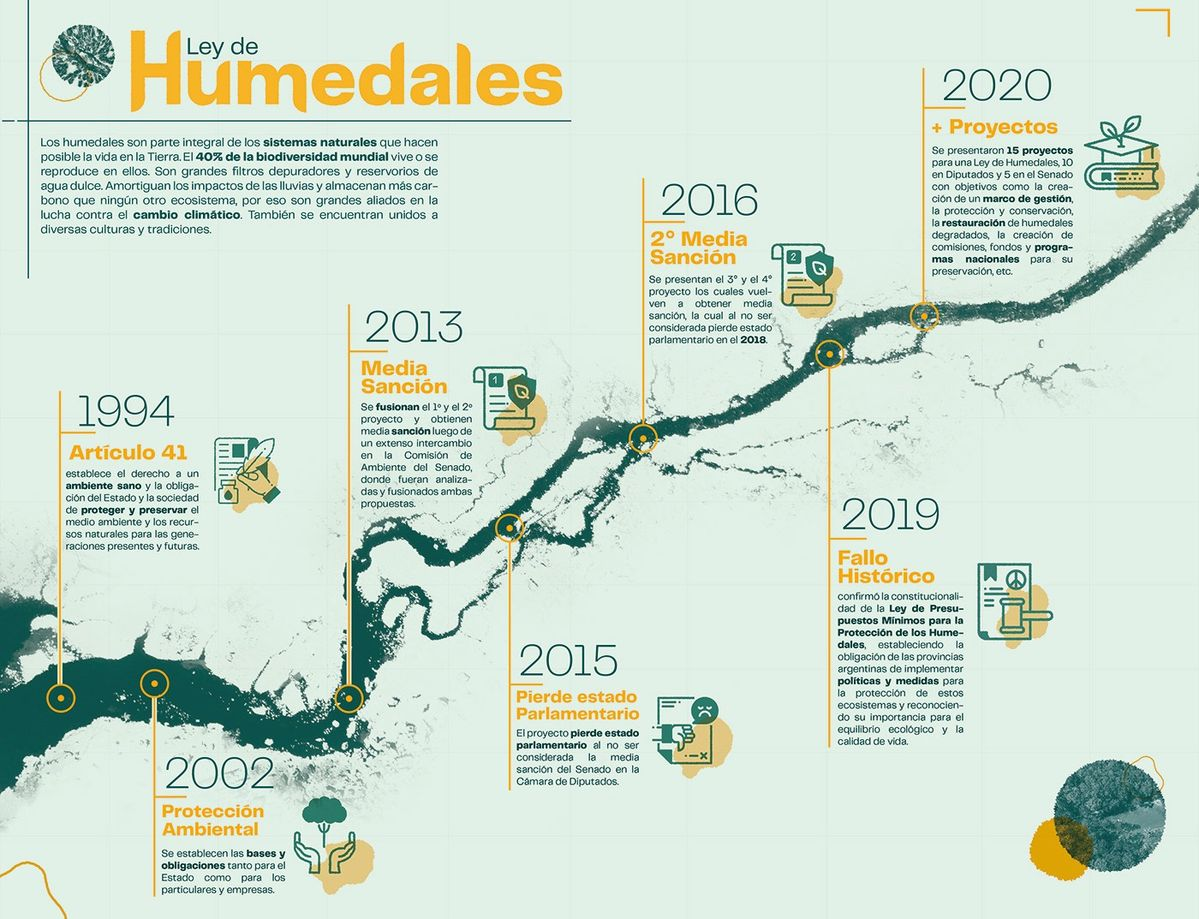 Ley de
Humedales
Los humedales son parte integral de los sistemas naturales que hacen
posible la vida en la Tierra. El 40% de la biodiversidad mundial vive o se
reproduce en ellos. Son grandes filtros depuradores y reservorios de
agua dulce. Amortiguan los impactos de las lluvias y almacenan más car-
bono que ningún otro ecosistema, por eso son grandes aliados en la
lucha contra el cambio climático. También se encuentran unidos a
diversas culturas y tradiciones.
1994
Artículo 41
establece el derecho a un
ambiente sano y la obliga-
ción del Estado y la sociedad
de proteger y preservar el
medio ambiente y los recur-
sos naturales para las gene-
raciones presentes y futuras.
2002
Protección
Ambiental
Se establecen las bases y
obligaciones tanto para el
Estado como para los
particulares y empresas.
2013
Media
Sanción
Se fusionan el 1º y el 2º
proyecto y obtienen
media sanción luego de
un extenso intercambio
en la Comisión de
Ambiente del Senado,
donde fueran analiza-
das y fusionados ambas
propuestas.
1
2015
Pierde estado
Parlamentario
El proyecto pierde estado
parlamentario al no ser
considerada la media
sanción del Senado en la
Cámara de Diputados.
2016
2° Media
Sanción
Se presentan el 3° y el 4°
proyecto los cuales vuel-
ven a obtener media
sanción, la cual al no ser
considerada pierde estado
parlamentario en el 2018.
2
2019
Fallo
Histórico
confirmó la constitucionali-
dad de la Ley de Presu-
puestos Mínimos para la
Protección de los Hume-
dales, estableciendo la
obligación de las provincias
argentinas de implementar
políticas y medidas para
la protección de estos
ecosistemas y reconocien-
do su importancia para el
equilibrio ecológico y la
calidad de vida.
2020
+ Proyectos
Se presentaron 15 proyectos
para una Ley de Humedales, 10
en Diputados y 5 en el Senado
con objetivos como la crea-
ción de un marco de gestión,
la protección y conservación,
la restauración de humedales
degradados, la creación de
comisiones, fondos y progra-
mas nacionales para su
preservación, etc.